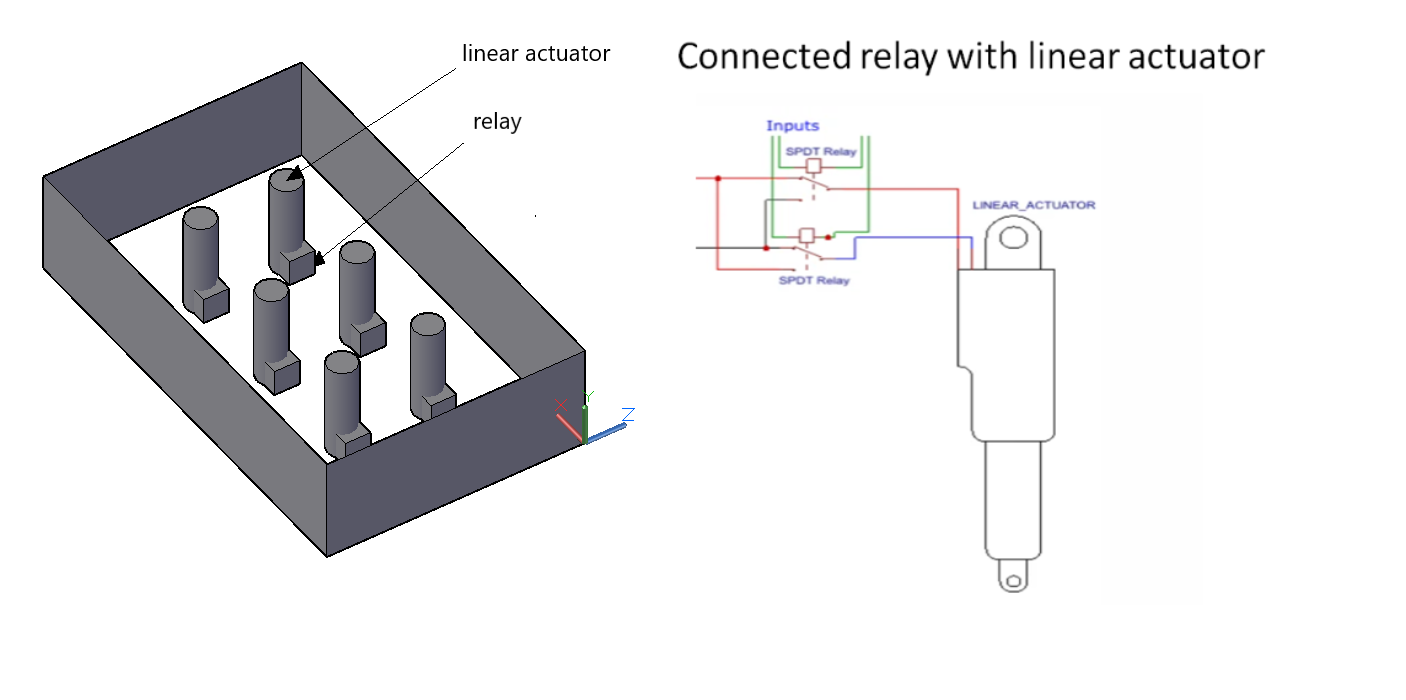 linear actuator
relay
X
Y
Z
Connected relay with linear actuator
Inputs
SPDT Relay
SPDT Relay
LINEAR_ACTUATOR